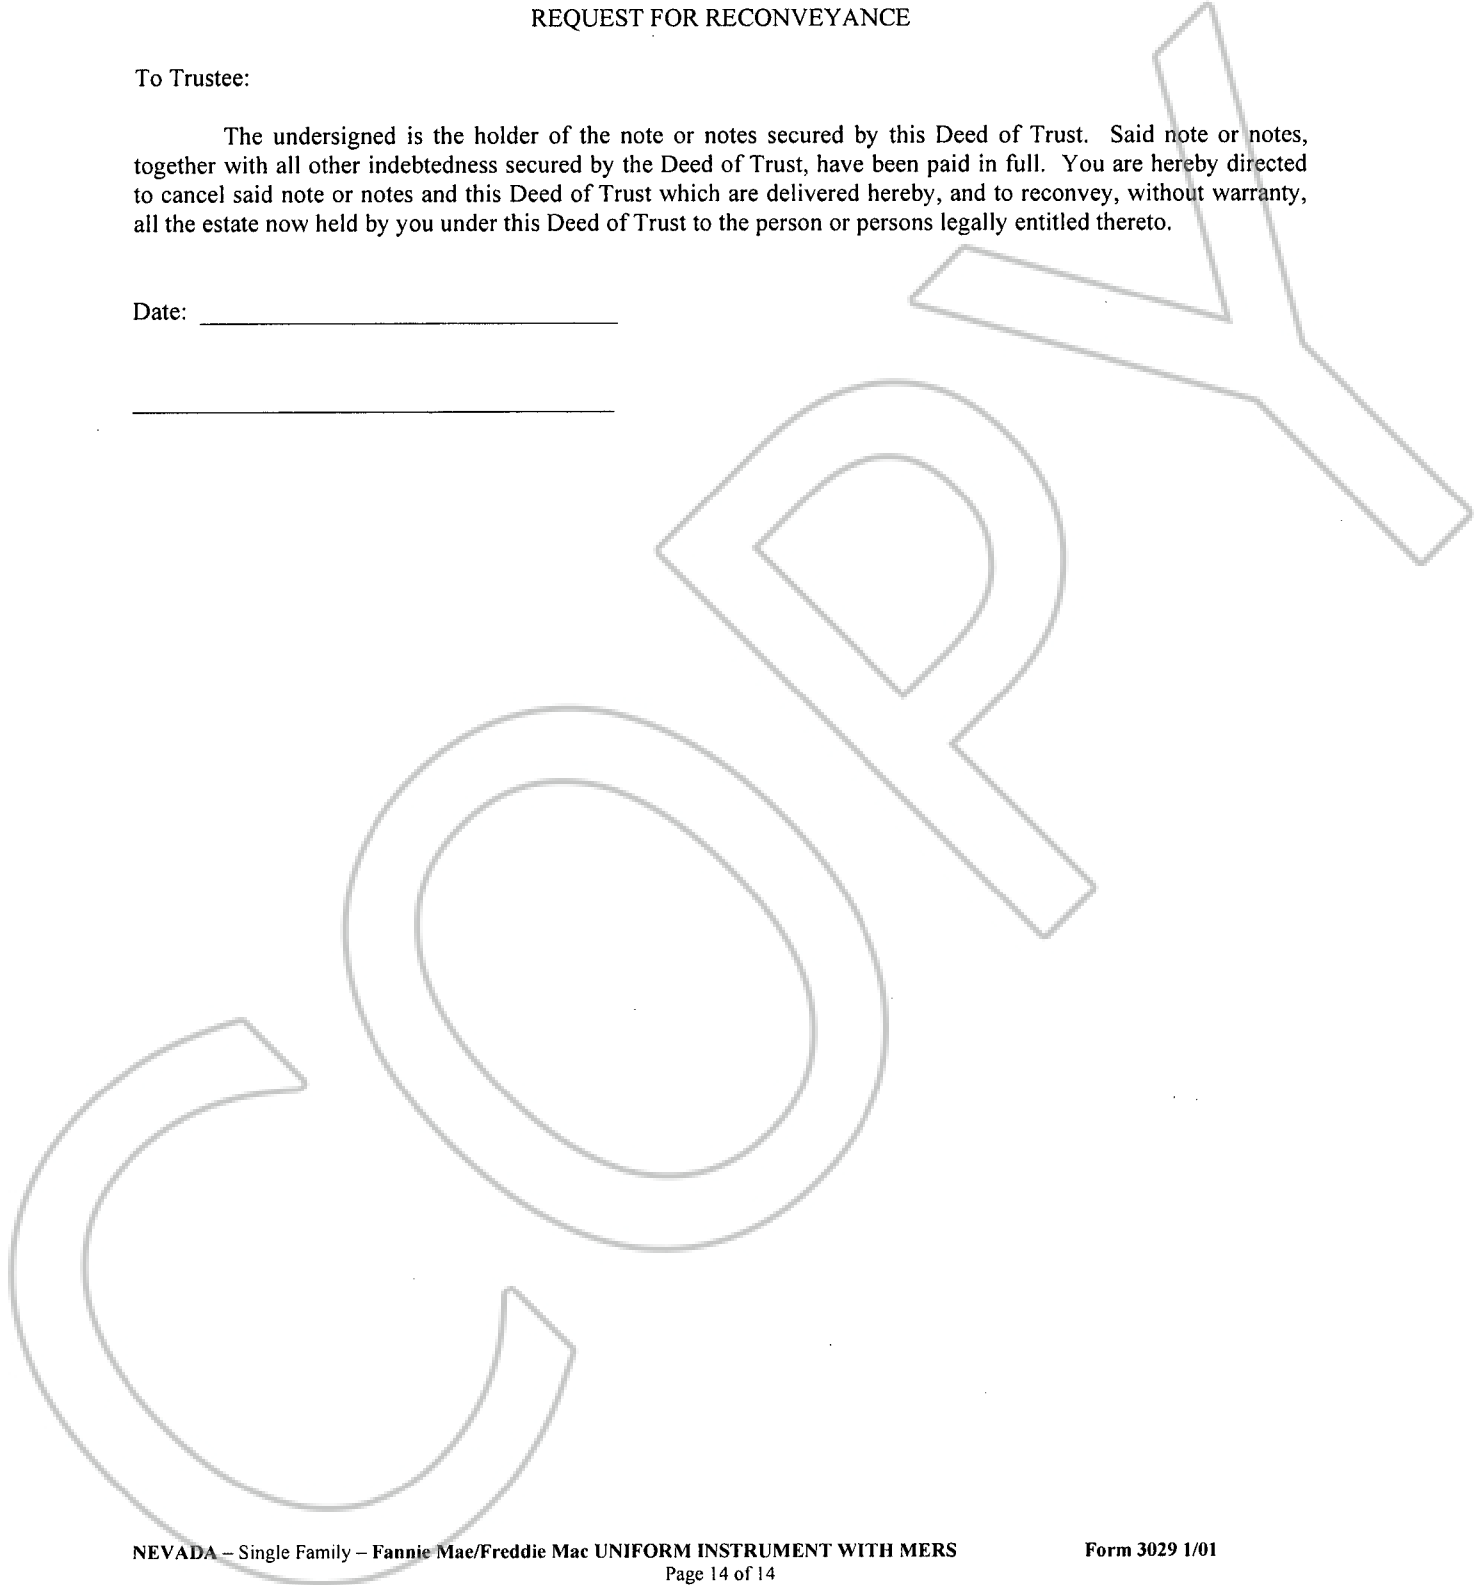 REQUEST FOR RECONVEYANCE
To Trustee:
The undersigned is the holder of the note or notes secured by this Deed of Trust. Said note or notes,
together with all other indebtedness secured by the Deed of Trust, have been paid in full. You are hereby directed
to cancel said note or notes and this Deed of Trust which are delivered hereby, and to reconvey, without warranty,
all the estate now held by you under this Deed of Trust to the person or persons legally entitled thereto.
Date:
COPY
NEVADA – Single Family – Fannie Mae/Freddie Mac UNIFORM INSTRUMENT WITH MERS Form 3029 1/01
Page 14 of 14